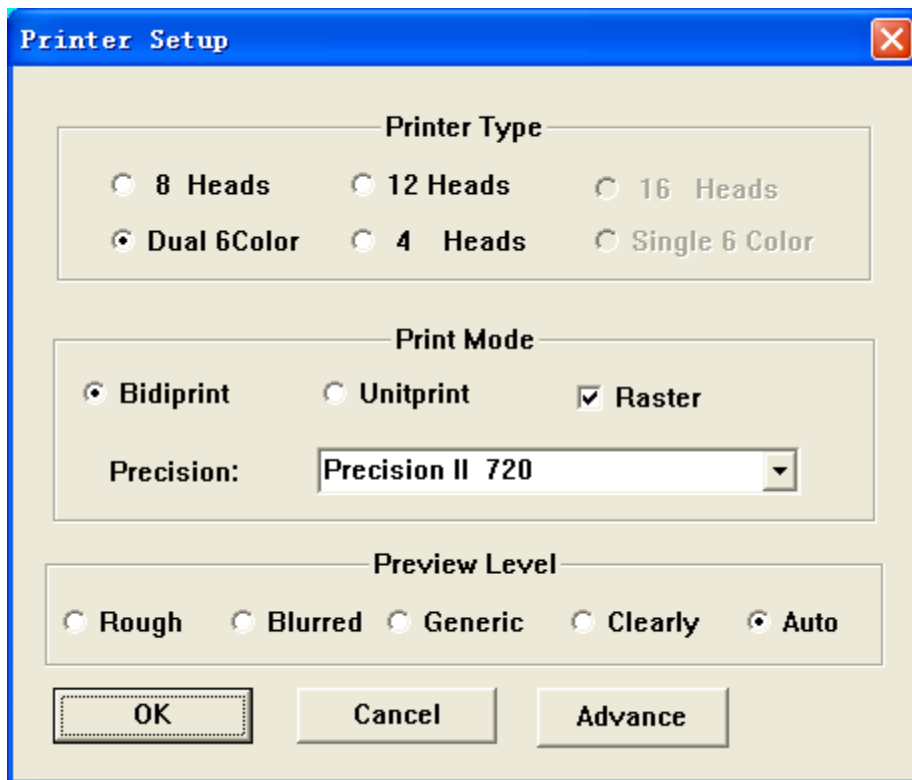 Printer Setup
Printer Type
8 Heads
12 Heads
16 Heads
Dual 6Color
4 Heads
Single 6 Color
Print Mode
Bidiprint
Unitprint
Raster
Precision:
Precision II 720
Preview Level
Rough
Blurred
Generic
Clearly
Auto
OK
Cancel
Advance